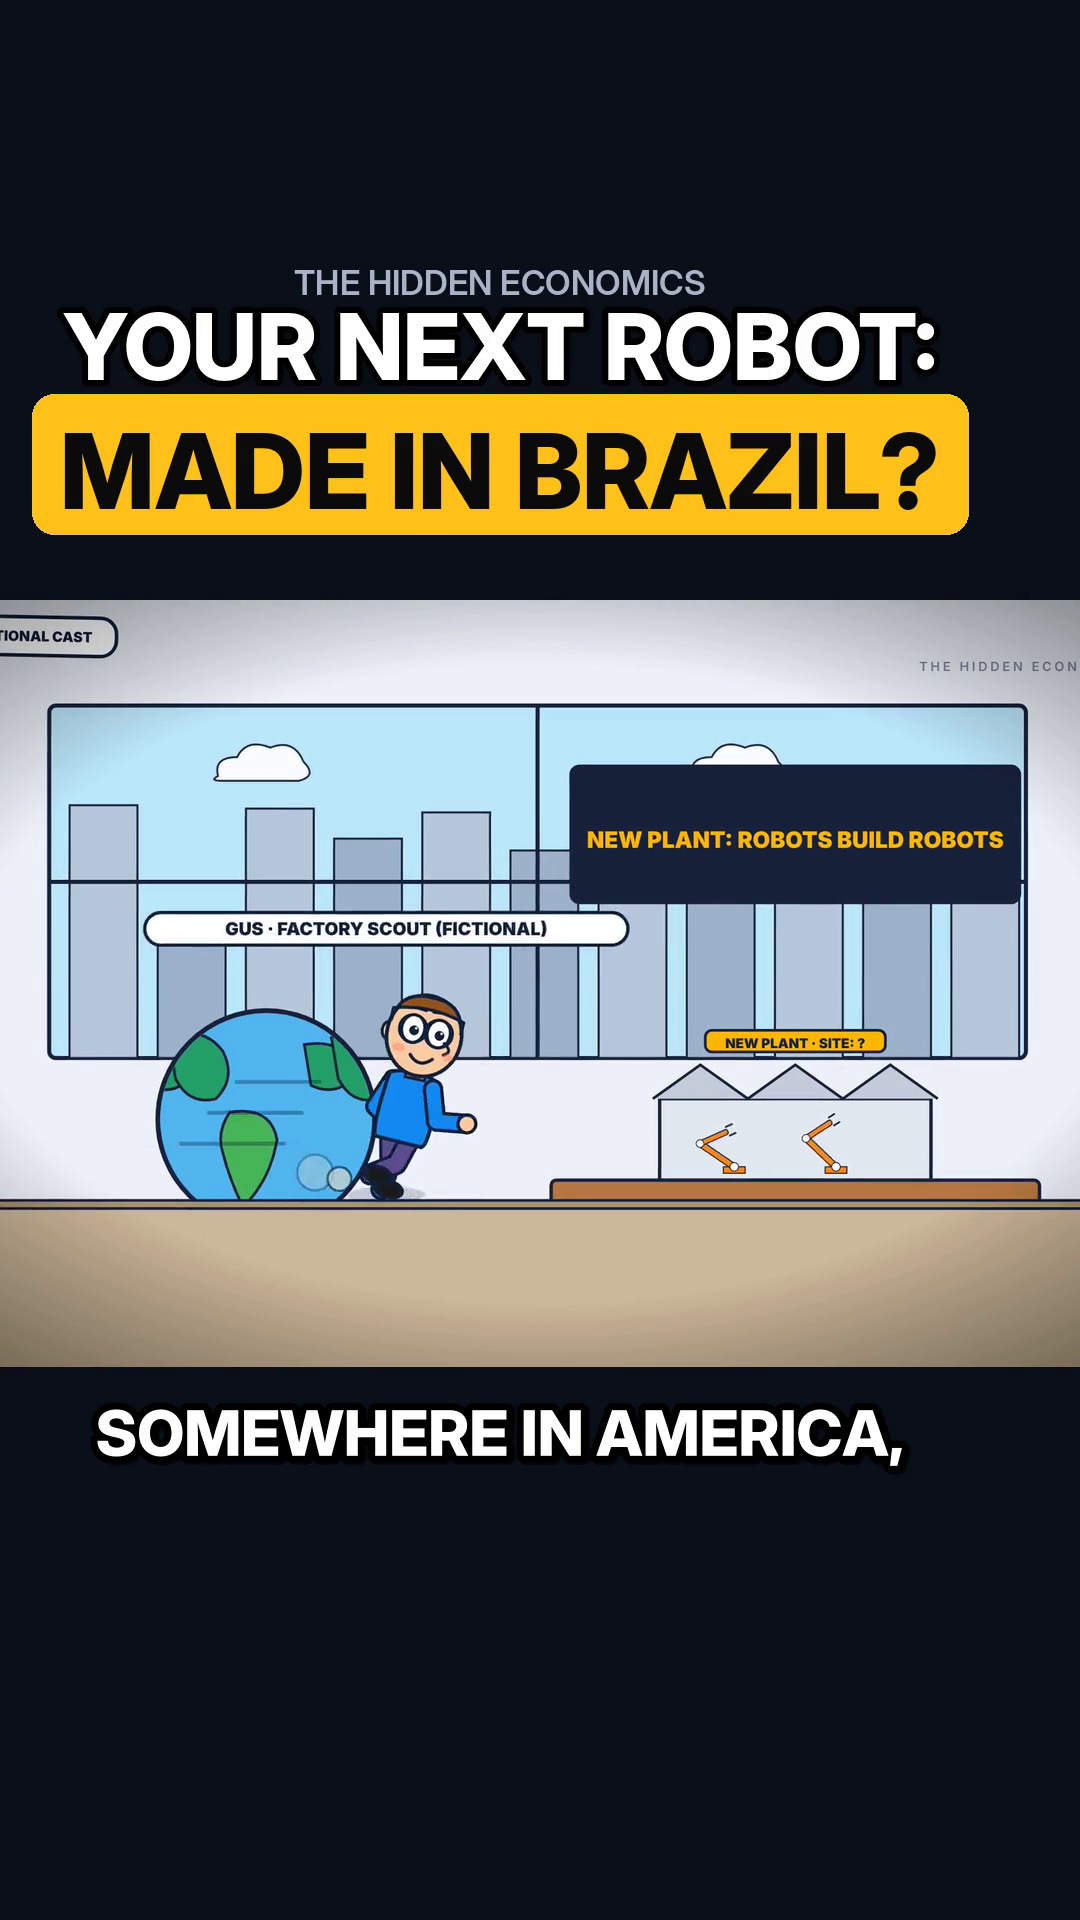 THE HIDDEN ECONOMICS
YOUR NEXT ROBOT:
MADE IN BRAZIL?
TIONAL CAST
THE HIDDEN ECON
NEW PLANT: ROBOTS BUILD ROBOTS
GUS · FACTORY SCOUT (FICTIONAL)
NEW PLANT · SITE: ?
SOMEWHERE IN AMERICA,